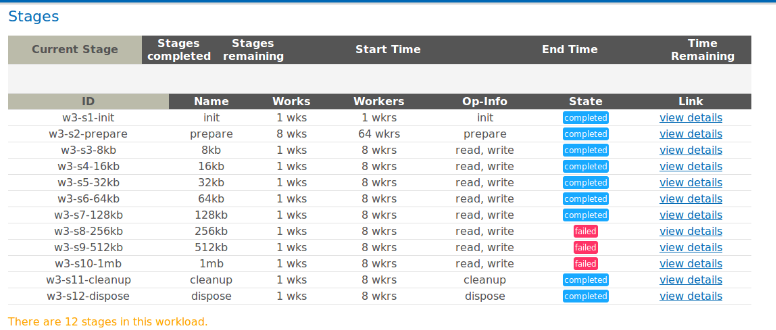 Stages
Current Stage Stages completed Stages remaining Start Time End Time Time Remaining
ID Name Works Workers Op-Info State Link
w3-s1-init init 1 wks 1 wkrs init completed view details
w3-s2-prepare prepare 8 wks 64 wkrs prepare completed view details
w3-s3-8kb 8kb 1 wks 8 wkrs read, write completed view details
w3-s4-16kb 16kb 1 wks 8 wkrs read, write completed view details
w3-s5-32kb 32kb 1 wks 8 wkrs read, write completed view details
w3-s6-64kb 64kb 1 wks 8 wkrs read, write completed view details
w3-s7-128kb 128kb 1 wks 8 wkrs read, write completed view details
w3-s8-256kb 256kb 1 wks 8 wkrs read, write failed view details
w3-s9-512kb 512kb 1 wks 8 wkrs read, write failed view details
w3-s10-1mb 1mb 1 wks 8 wkrs read, write failed view details
w3-s11-cleanup cleanup 1 wks 8 wkrs cleanup completed view details
w3-s12-dispose dispose 1 wks 8 wkrs dispose completed view details
There are 12 stages in this workload.